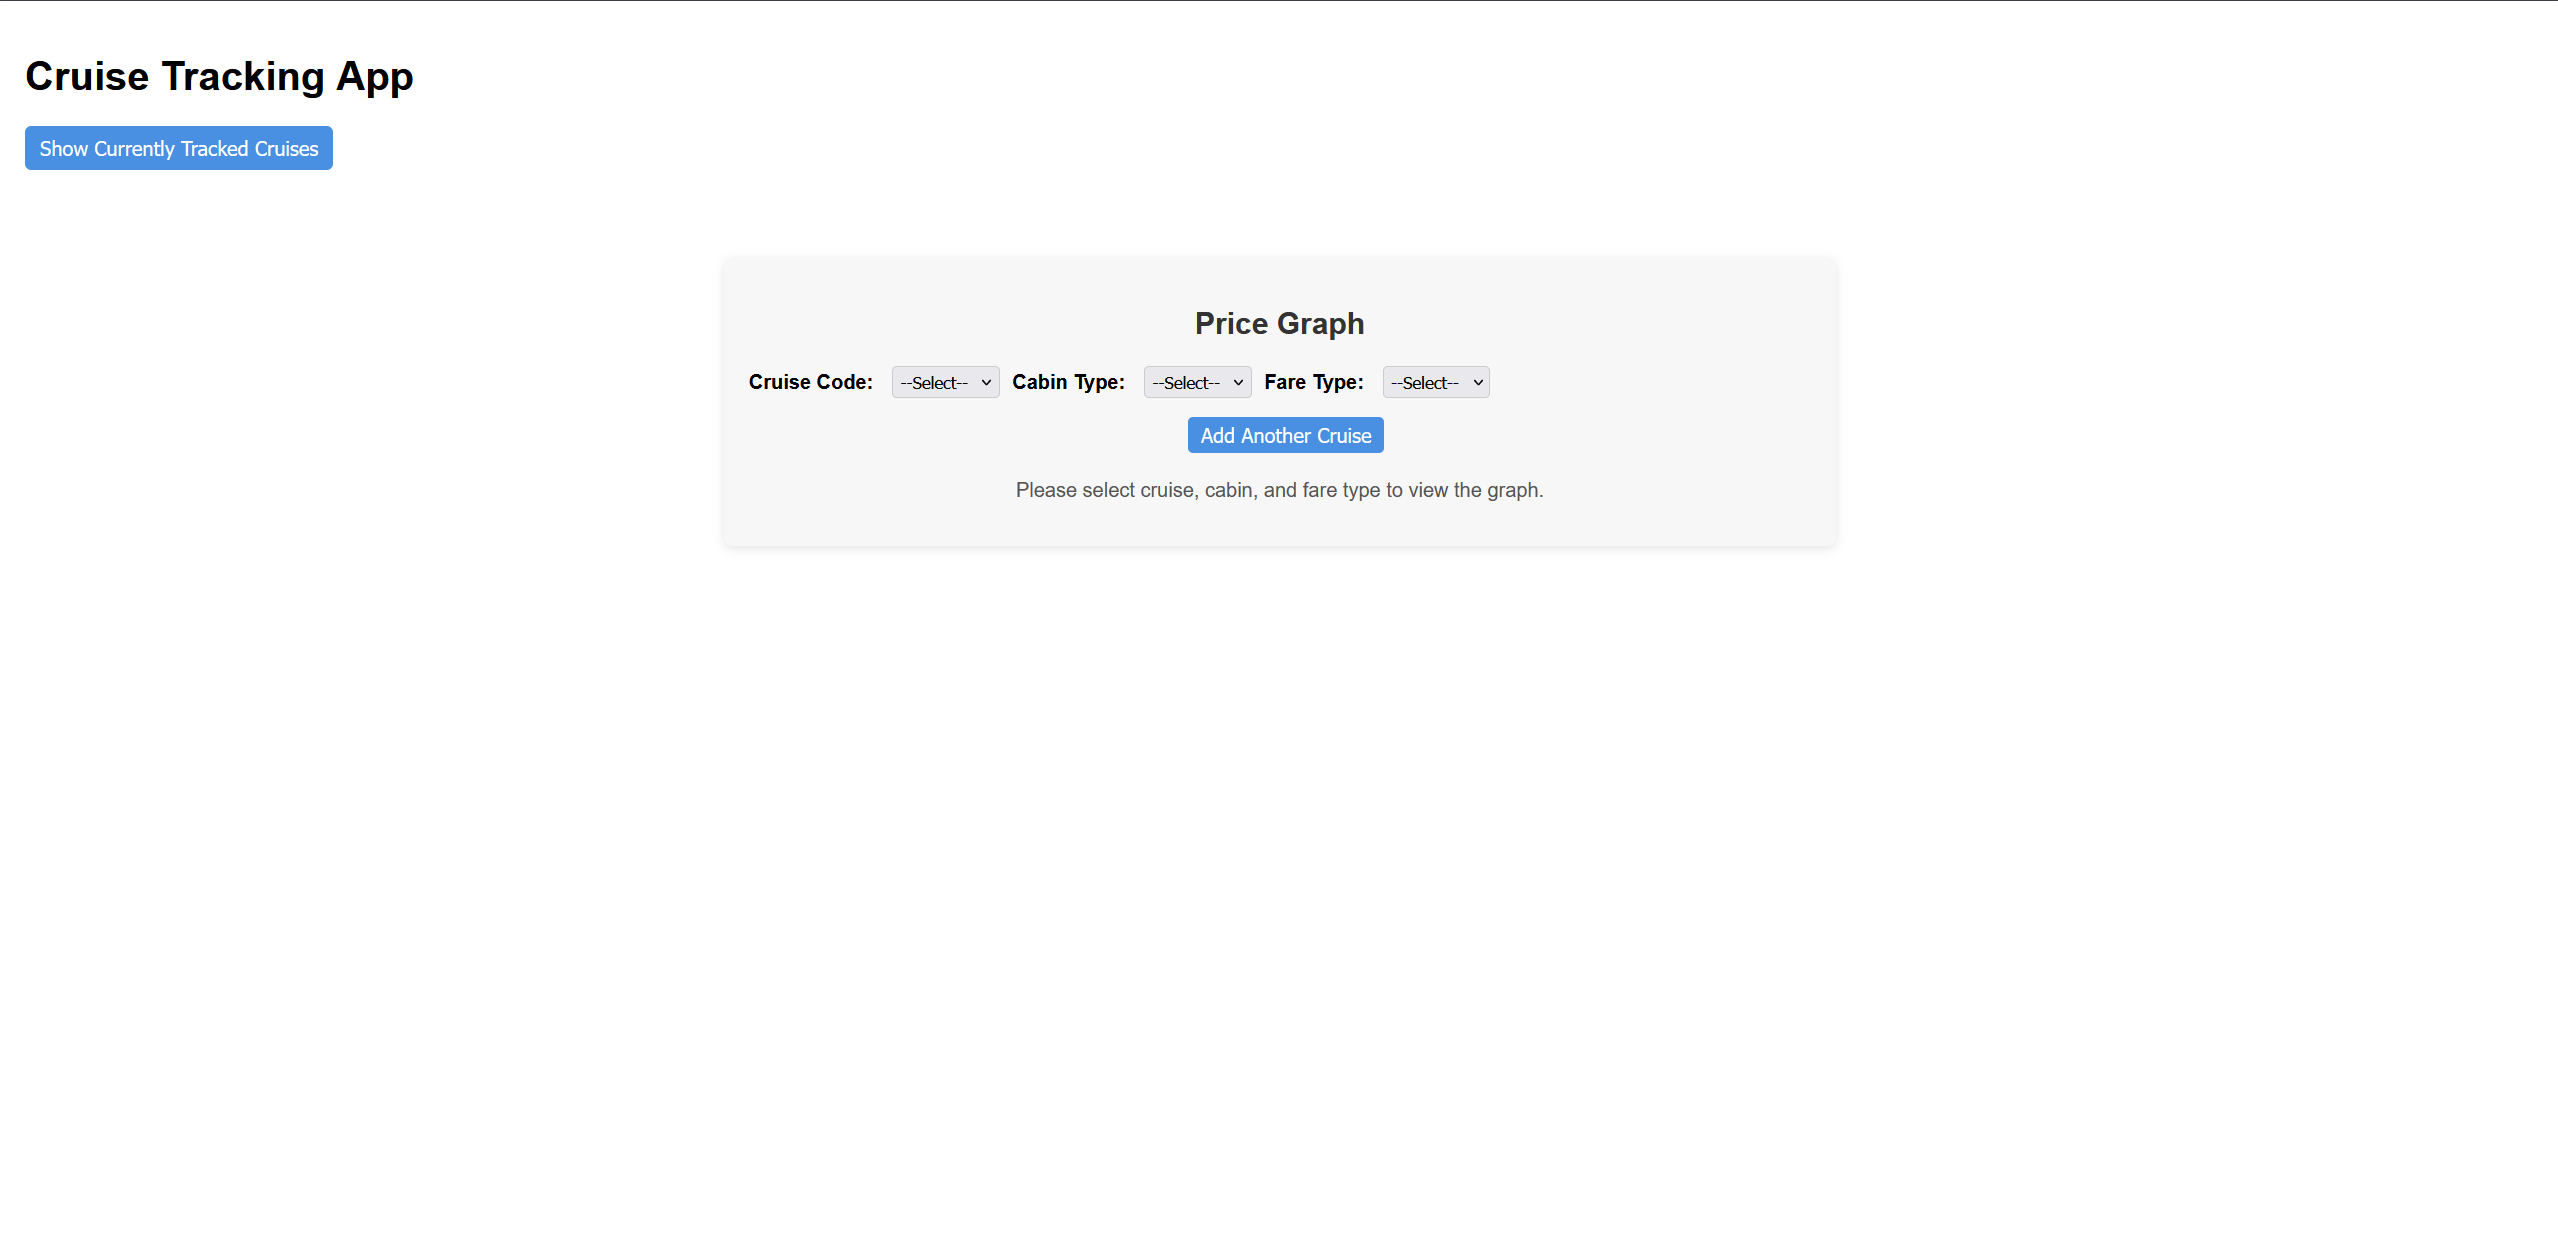 Cruise Tracking App
Show Currently Tracked Cruises
Price Graph
Cruise Code: --Select-- Cabin Type: --Select-- Fare Type: --Select--
Add Another Cruise
Please select cruise, cabin, and fare type to view the graph.